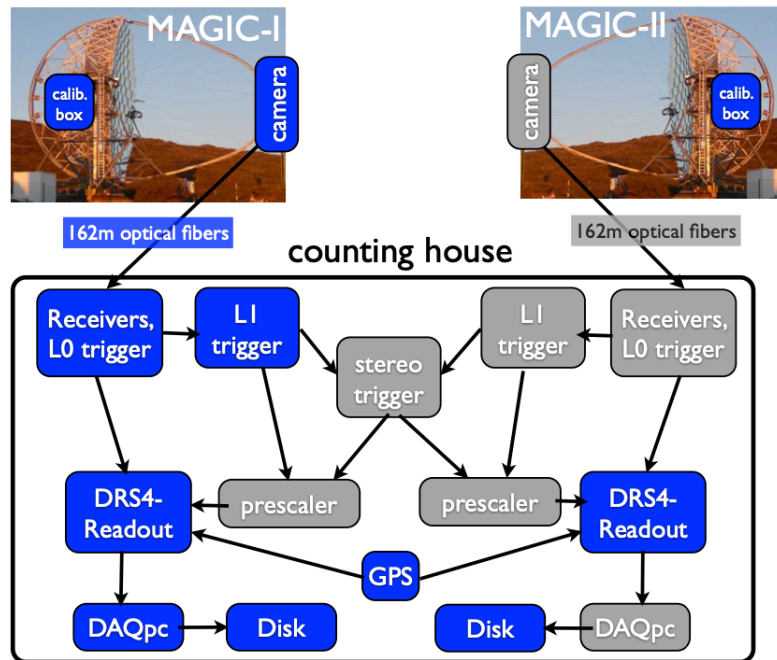 MAGIC-I
MAGIC-II
calib.
box
camera
camera
calib.
box
162m optical fibers
162m optical fibers
counting house
Receivers,
L0 trigger
L1
trigger
stereo
trigger
L1
trigger
Receivers,
L0 trigger
DRS4-
Readout
prescaler
prescaler
DRS4-
Readout
GPS
DAQpc
Disk
Disk
DAQpc